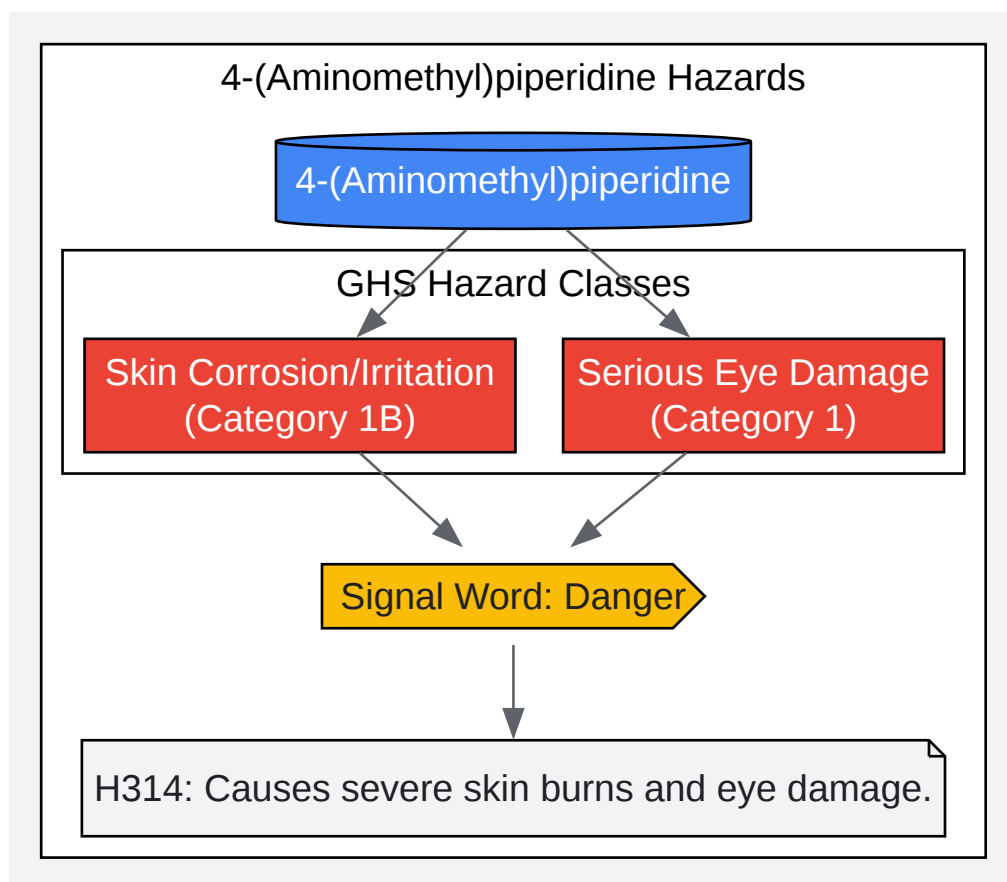 4-(Aminomethyl)piperidine Hazards
4-(Aminomethyl)piperidine
GHS Hazard Classes
Skin Corrosion/Irritation
(Category 1B)
Serious Eye Damage
(Category 1)
Signal Word: Danger
H314: Causes severe skin burns and eye damage.